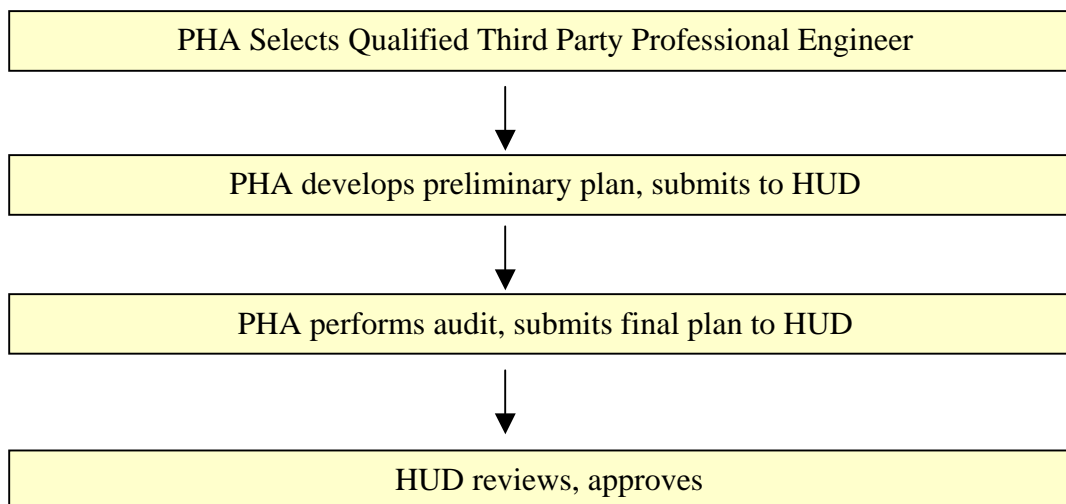 PHA Selects Qualified Third Party Professional Engineer
PHA develops preliminary plan, submits to HUD
PHA performs audit, submits final plan to HUD
HUD reviews, approves